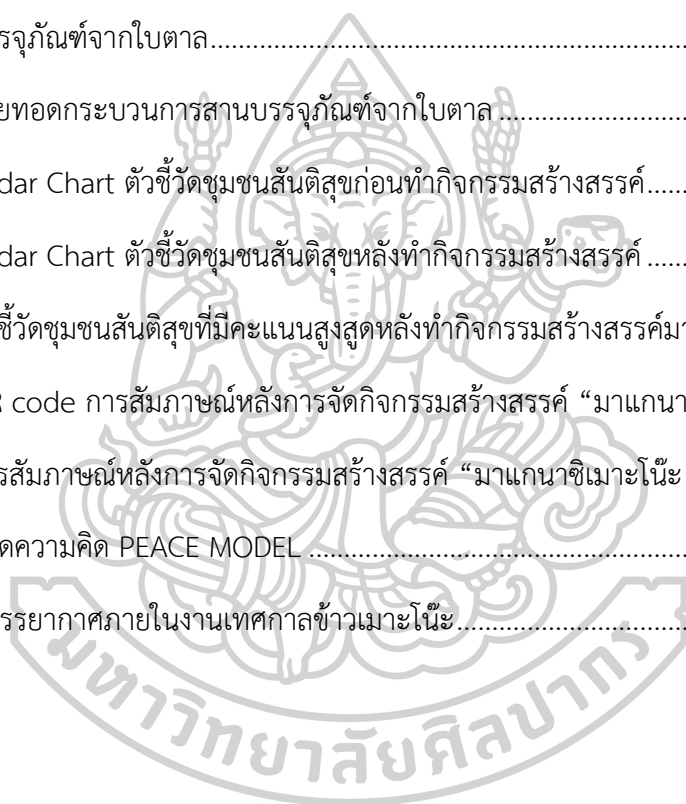 รจุภัณฑ์จากใบตาล.......................................................................
ยทอดกระบวนการสานบรรจุภัณฑ์จากใบตาล ............................
dar Chart ตัวชี้วัดชุมชนสันติสุขก่อนทำกิจกรรมสร้างสรรค์......
dar Chart ตัวชี้วัดชุมชนสันติสุขหลังทำกิจกรรมสร้างสรรค์ ......
ชี้วัดชุมชนสันติสุขที่มีคะแนนสูงสุดหลังทำกิจกรรมสร้างสรรค์มา
code การสัมภาษณ์หลังการจัดกิจกรรมสร้างสรรค์ “มาแกนา
รสัมภาษณ์หลังการจัดกิจกรรมสร้างสรรค์ “มาแกนาซิเมาะโน๊ะ
ดความคิด PEACE MODEL ........................................................
รรยากาศภายในงานเทศกาลข้าวเมาะโน๊ะ..................................
มหาวิทยาลัยศิลปากร